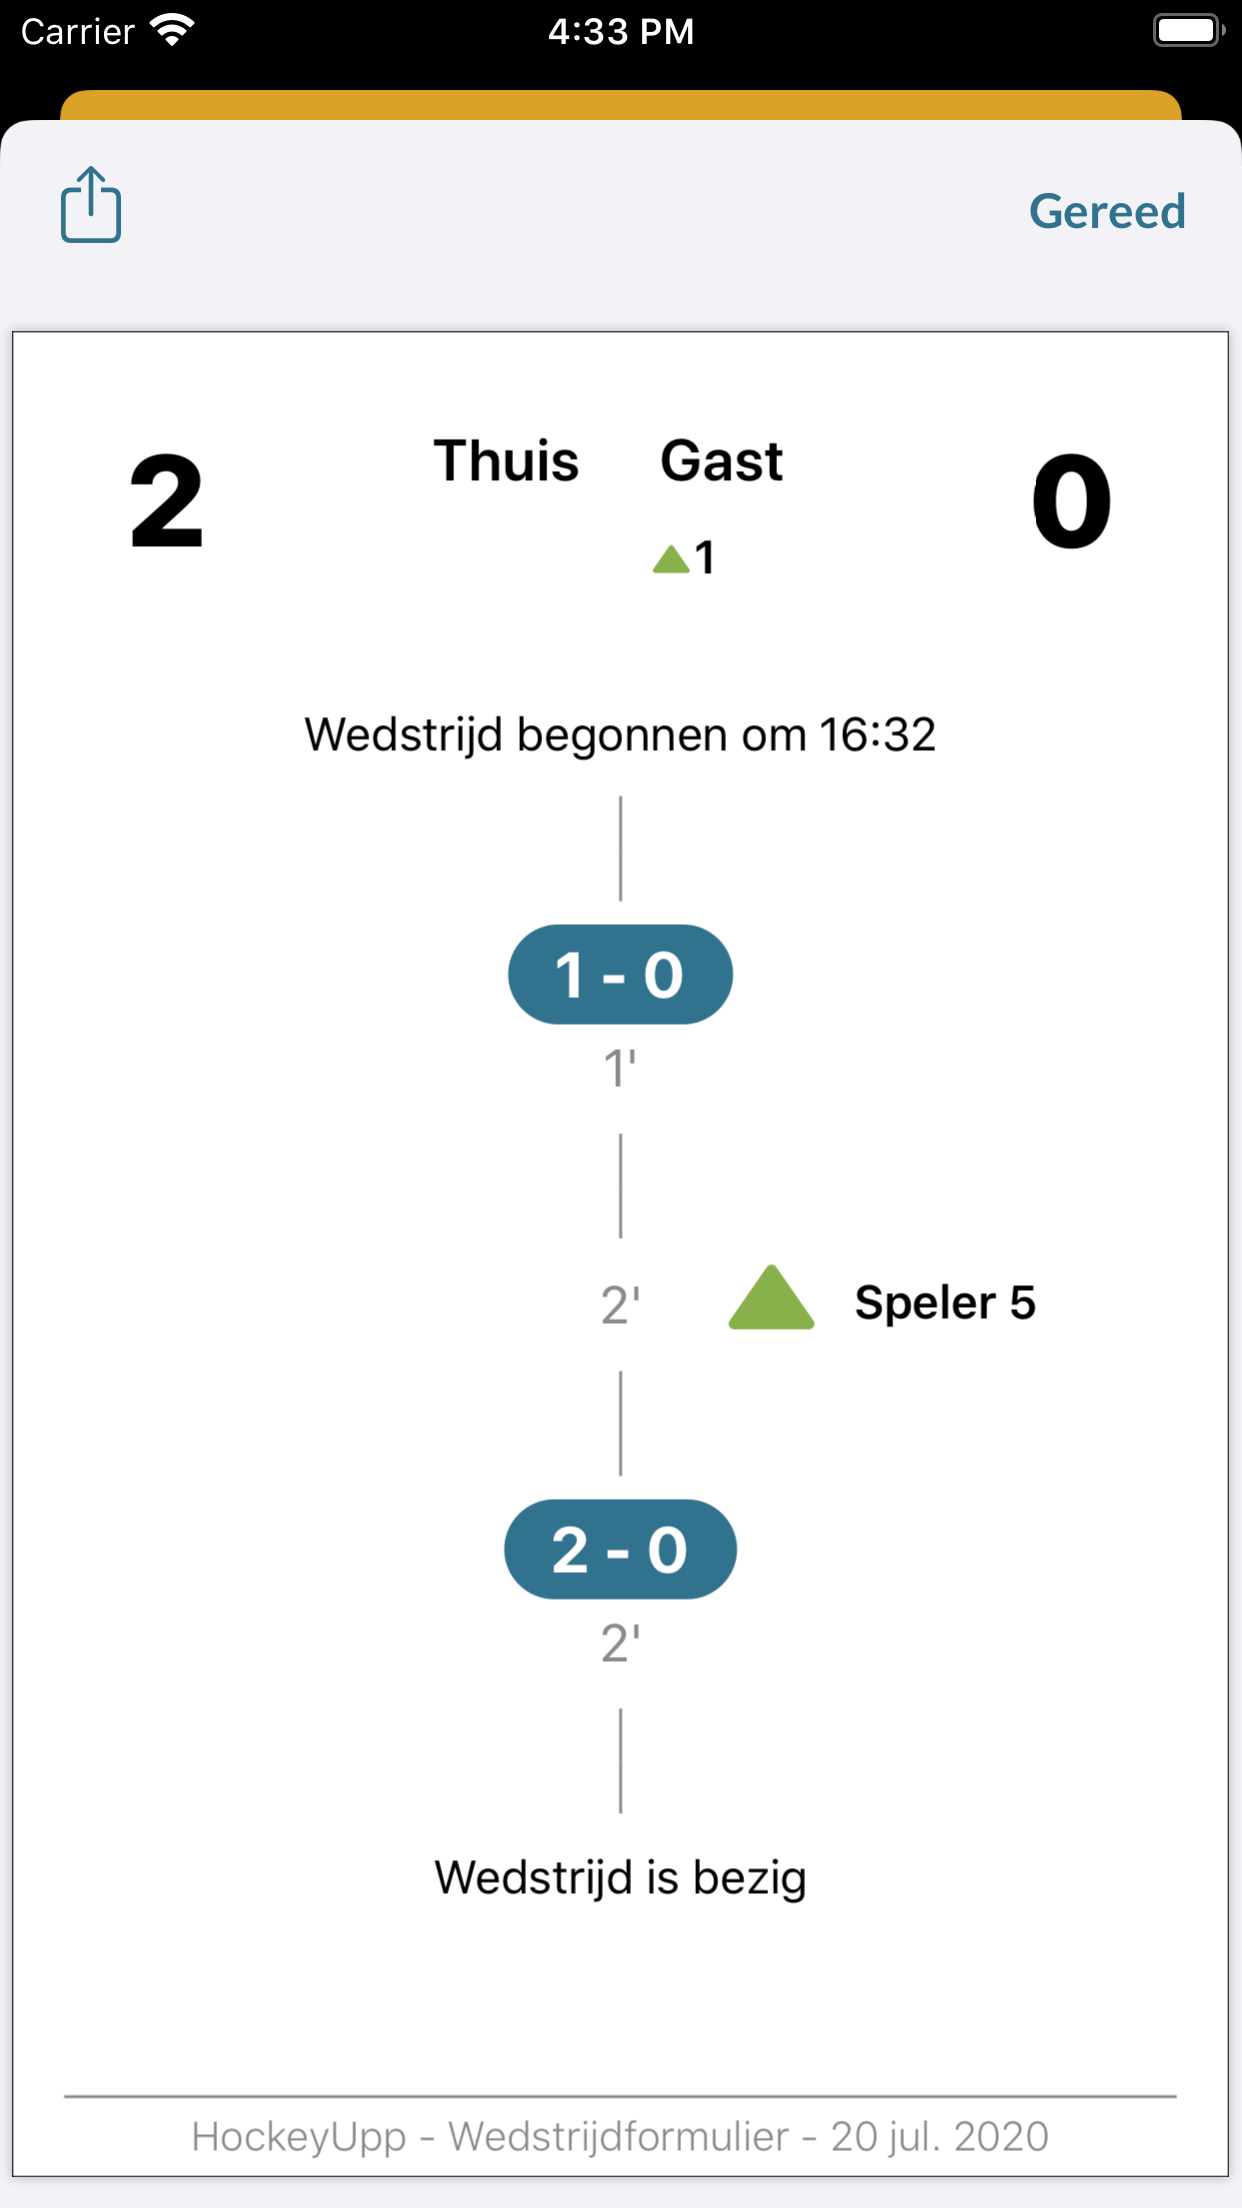 Carrier 4:33 PM
Gereed
2 Thuis Gast 0
1
Wedstrijd begonnen om 16:32
1 - 0
1'
2' Speler 5
2 - 0
2'
Wedstrijd is bezig
HockeyUpp - Wedstrijdformulier - 20 jul. 2020